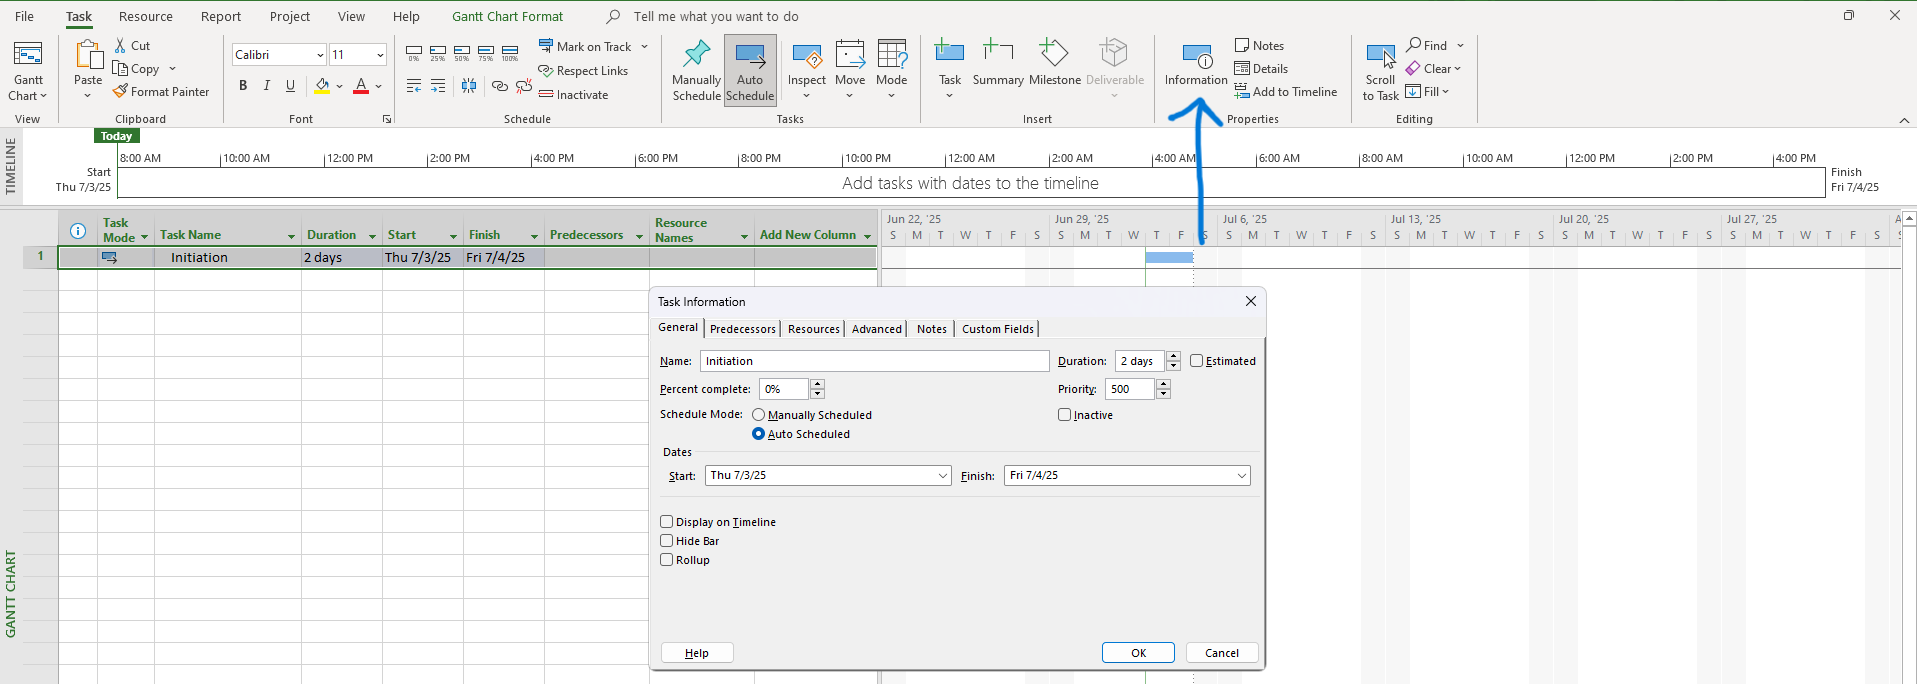 File Task Resource Report Project View Help Gantt Chart Format Tell me what you want to do
Gantt Chart
View
Paste
Cut
Copy
Format Painter
Clipboard
Calibri 11
B I U A
Font
0% 25% 50% 75% 100%
Mark on Track
Respect Links
Inactivate
Schedule
Manually Schedule
Auto Schedule
Inspect
Move
Mode
Tasks
Task
Summary
Milestone
Deliverable
Insert
Information
Notes
Details
Add to Timeline
Properties
Scroll to Task
Find
Clear
Fill
Editing
TIMELINE
Today
8:00 AM 10:00 AM 12:00 PM 2:00 PM 4:00 PM 6:00 PM 8:00 PM 10:00 PM 12:00 AM 2:00 AM 4:00 AM 6:00 AM 8:00 AM 10:00 AM 12:00 PM 2:00 PM 4:00 PM
Start
Thu 7/3/25
Add tasks with dates to the timeline
Finish
Fri 7/4/25
Task Mode Task Name Duration Start Finish Predecessors Resource Names Add New Column
Jun 22, '25 Jun 29, '25 Jul 6, '25 Jul 13, '25 Jul 20, '25 Jul 27, '25 A
S M T W T F S S M T W T F S S M T W T F S S M T W T F S S M T W T F S S M T W T F S S
1 Initiation 2 days Thu 7/3/25 Fri 7/4/25
GANTT CHART
Task Information
General Predecessors Resources Advanced Notes Custom Fields
Name: Initiation Duration: 2 days Estimated
Percent complete: 0% Priority: 500
Schedule Mode: Manually Scheduled Inactive
Auto Scheduled
Dates
Start: Thu 7/3/25 Finish: Fri 7/4/25
Display on Timeline
Hide Bar
Rollup
Help OK Cancel